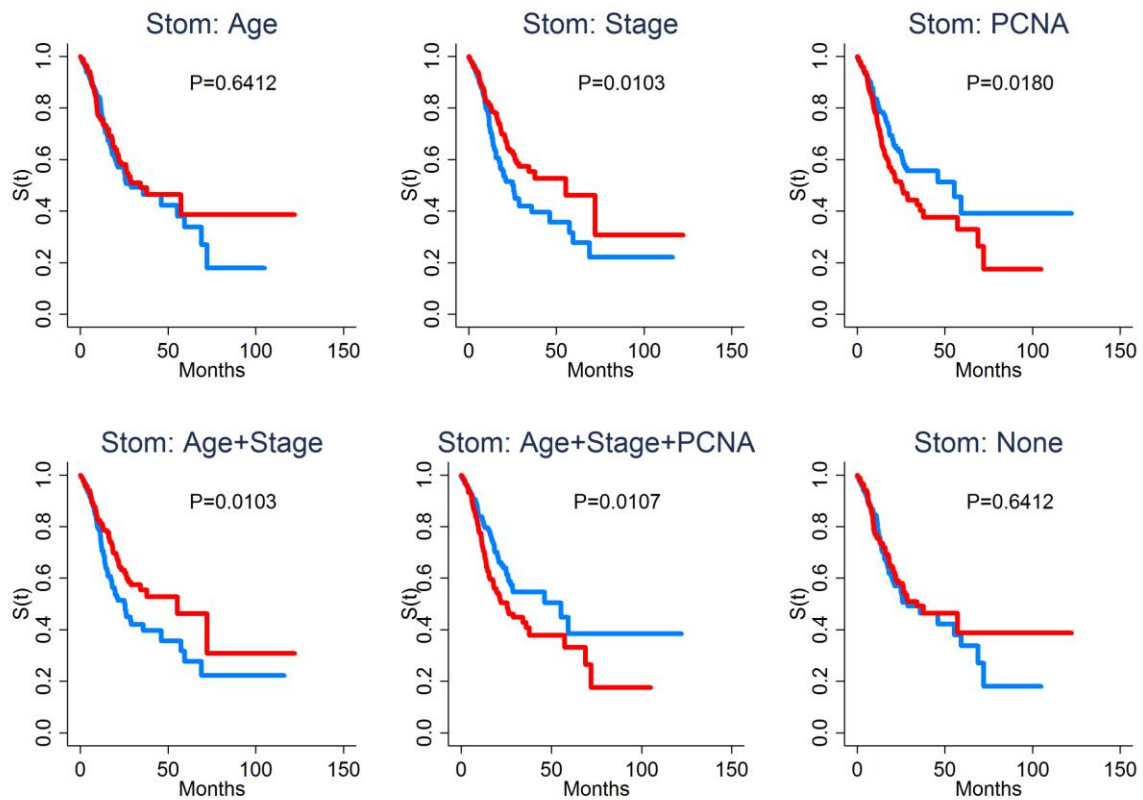 Stom: Age
P=0.6412
S(t)
1.0
0.8
0.6
0.4
0.2
0.0
0 50 100 150
Months
Stom: Stage
P=0.0103
S(t)
1.0
0.8
0.6
0.4
0.2
0.0
0 50 100 150
Months
Stom: PCNA
P=0.0180
S(t)
1.0
0.8
0.6
0.4
0.2
0.0
0 50 100 150
Months
Stom: Age+Stage
P=0.0103
S(t)
1.0
0.8
0.6
0.4
0.2
0.0
0 50 100 150
Months
Stom: Age+Stage+PCNA
P=0.0107
S(t)
1.0
0.8
0.6
0.4
0.2
0.0
0 50 100 150
Months
Stom: None
P=0.6412
S(t)
1.0
0.8
0.6
0.4
0.2
0.0
0 50 100 150
Months